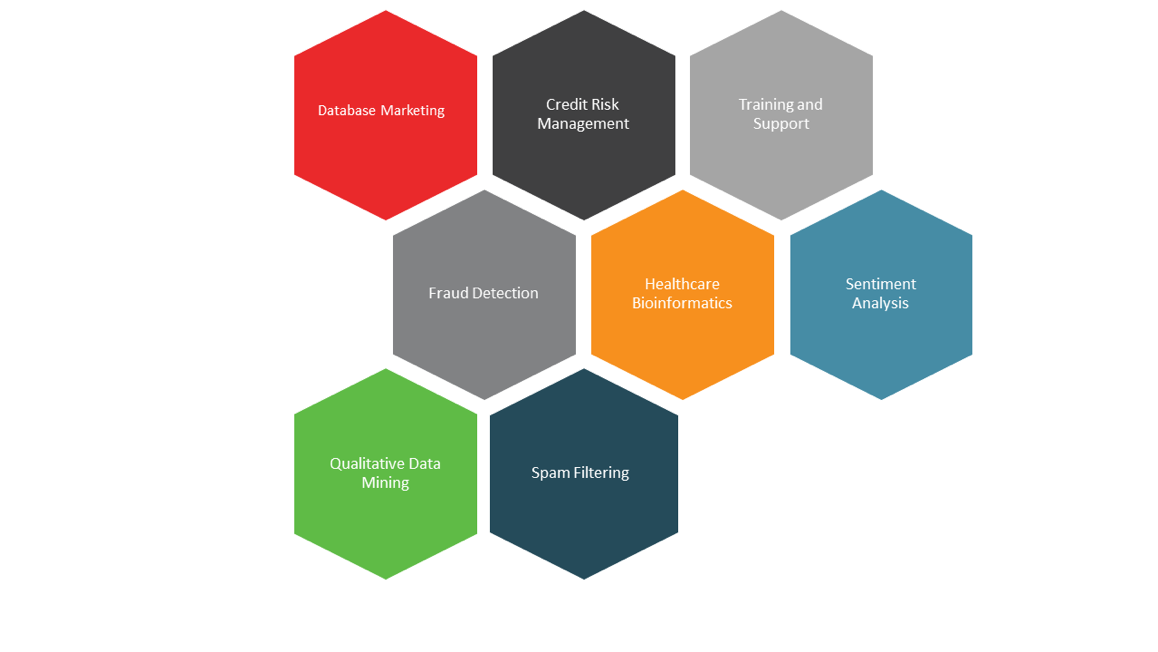 Database Marketing
Credit Risk
Management
Training and
Support
Fraud Detection
Healthcare
Bioinformatics
Sentiment
Analysis
Qualitative Data
Mining
Spam Filtering